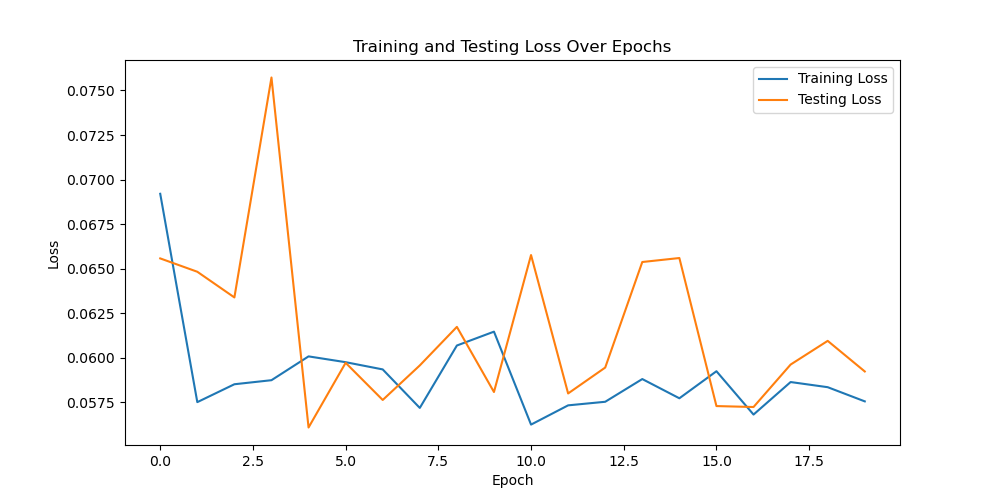 Training and Testing Loss Over Epochs
Training Loss
Testing Loss
0.0750
0.0725
0.0700
0.0675
0.0650
0.0625
0.0600
0.0575
Loss
0.0 2.5 5.0 7.5 10.0 12.5 15.0 17.5
Epoch